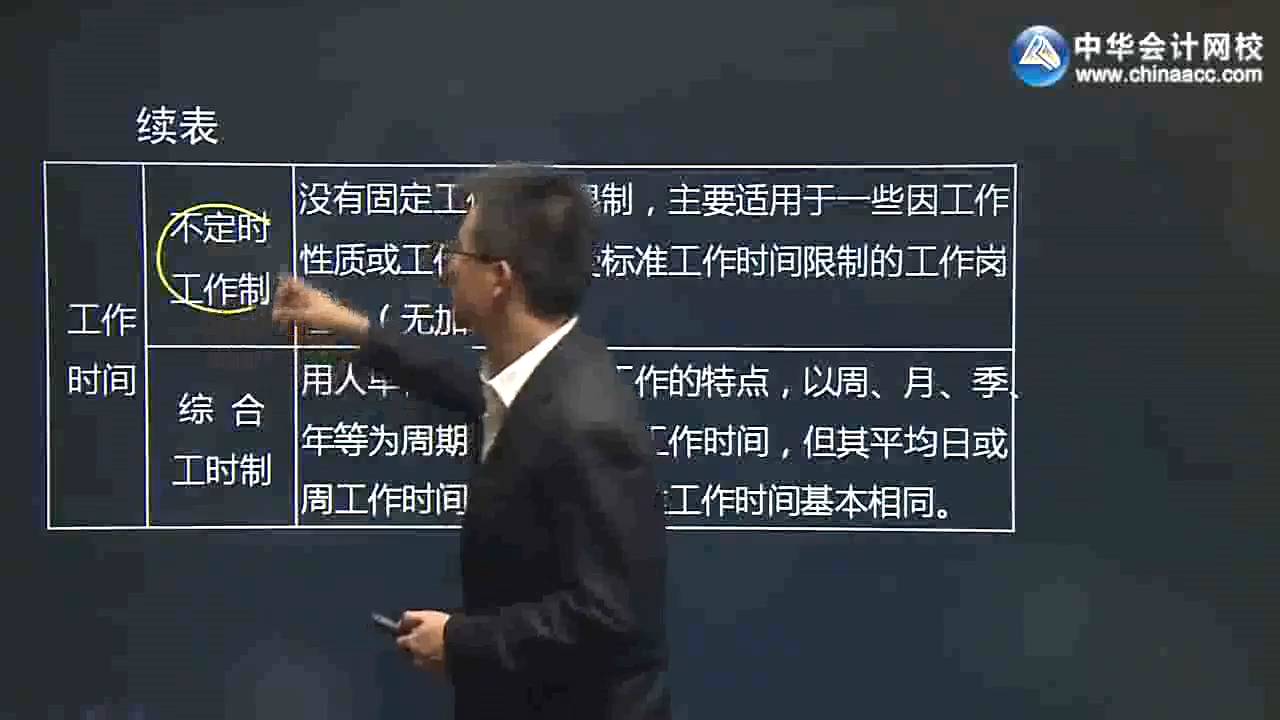 中华会计网校
www.chinaacc.com
续表
工作
时间
不定时
工作制
没有固定工 限制，主要适用于一些因工作
性质或工作 标准工作时间限制的工作岗
（无加
综 合
工时制
用人单 工作的特点，以周、月、季、
年等为周期 工作时间，但其平均日或
周工作时间 工作时间基本相同。